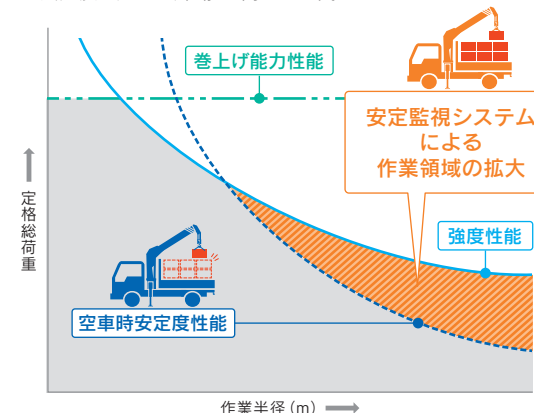 巻上げ能力性能
安定監視システム
による
作業領域の拡大
定格総荷重
強度性能
空車時安定度性能
作業半径（m）